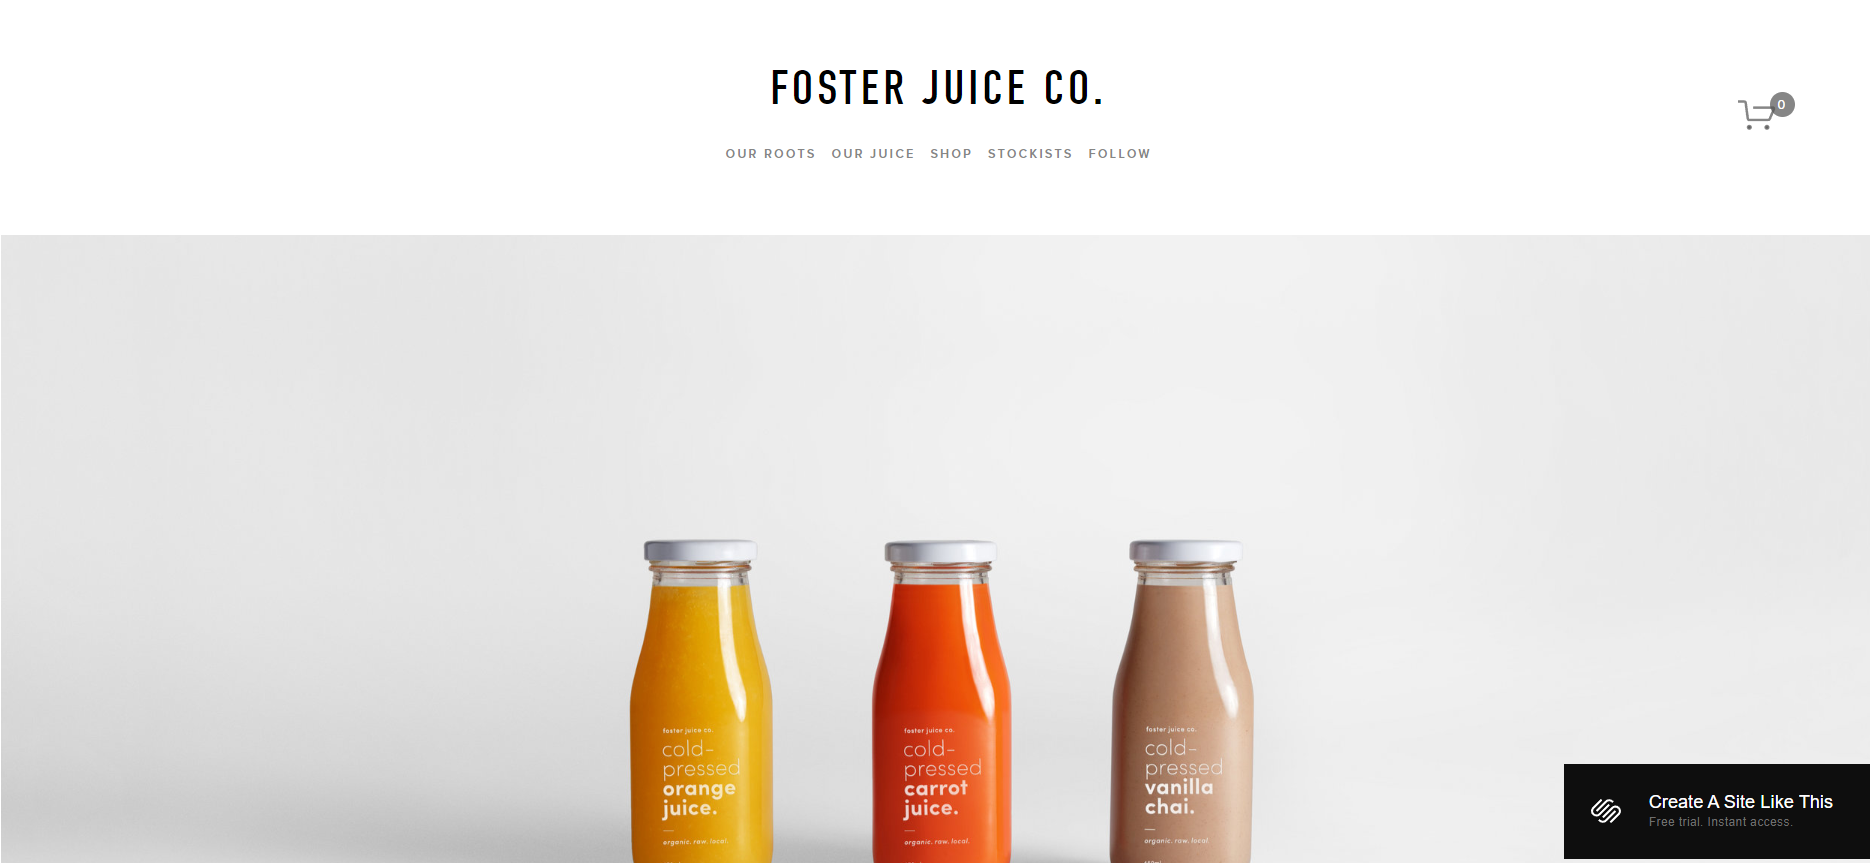 FOSTER JUICE CO.
0
OUR ROOTS OUR JUICE SHOP STOCKISTS FOLLOW
foster juice co.
cold-
pressed
orange
juice.
organic. raw. local.
foster juice co.
cold-
pressed
carrot
juice.
organic. raw. local.
foster juice co.
cold-
pressed
vanilla
chai.
organic. raw. local.
Create A Site Like This
Free trial. Instant access.